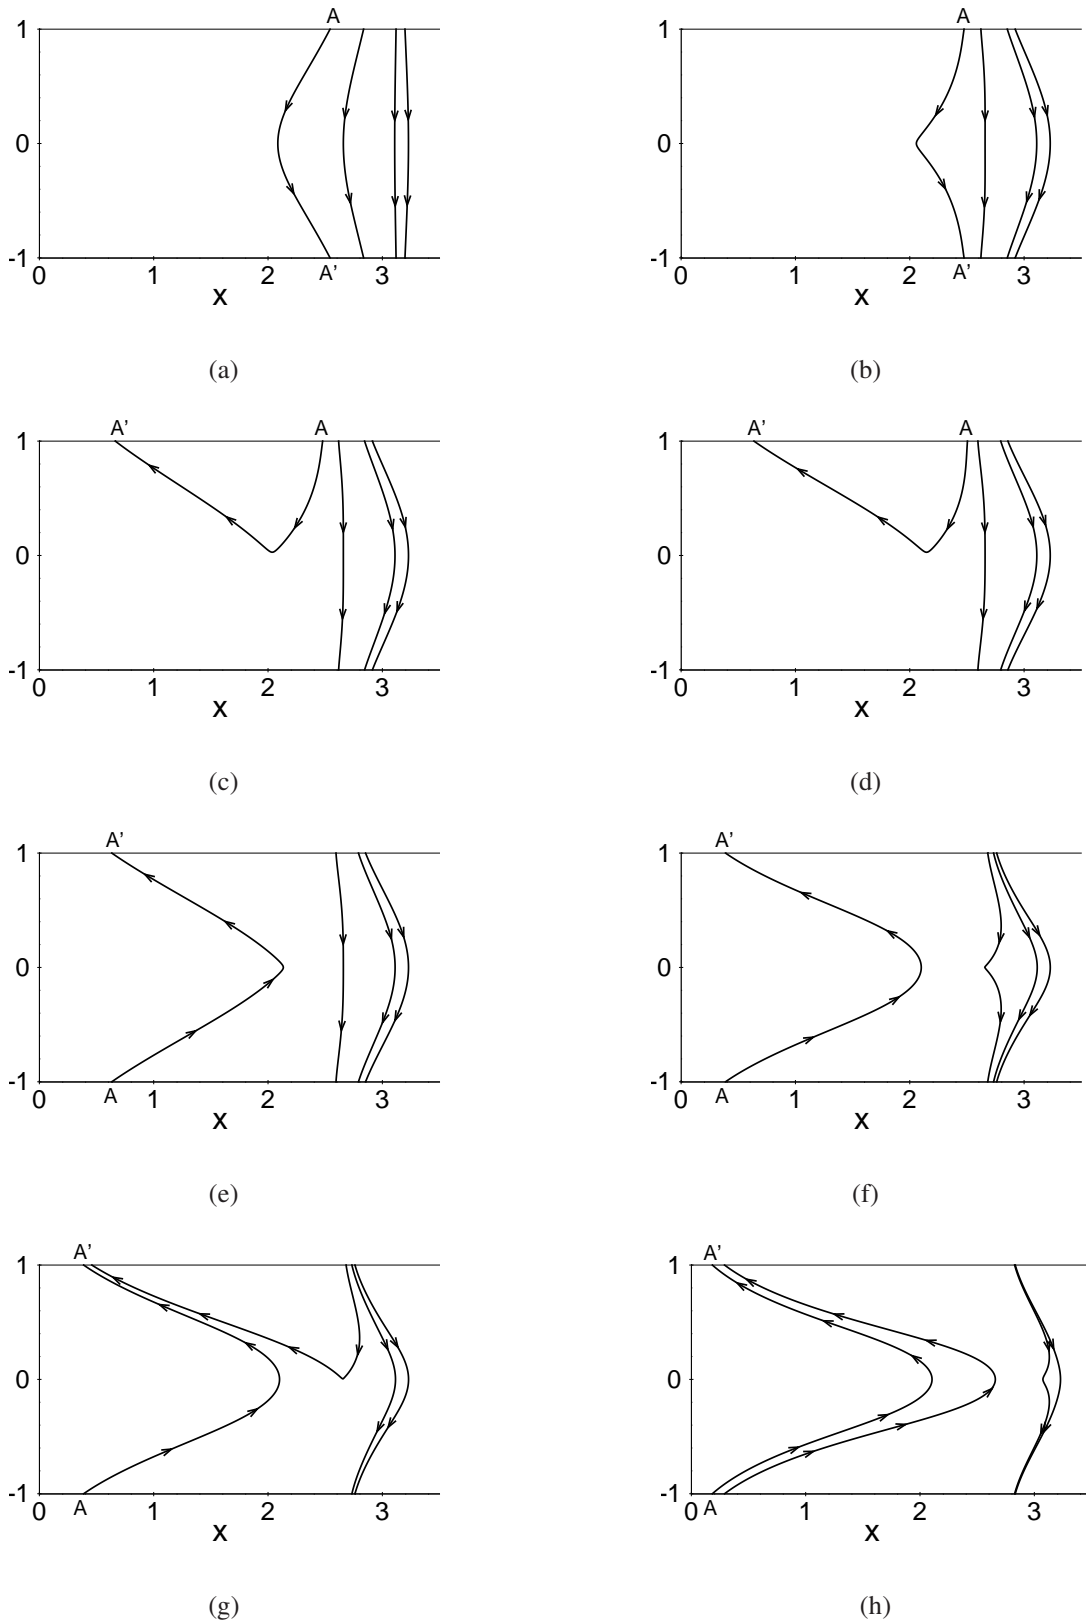 A A
1 1
0 0
-1 -1
A' A'
0 1 2 3 0 1 2 3
x x
(a) (b)
A' A A' A
1 1
0 0
-1 -1
0 1 2 3 0 1 2 3
x x
(c) (d)
A' A'
1 1
0 0
-1 -1
0 A 1 2 3 0 A 1 2 3
x x
(e) (f)
A' A'
1 1
0 0
-1 -1
0 A 1 2 3 0 A 1 2 3
x x
(g) (h)